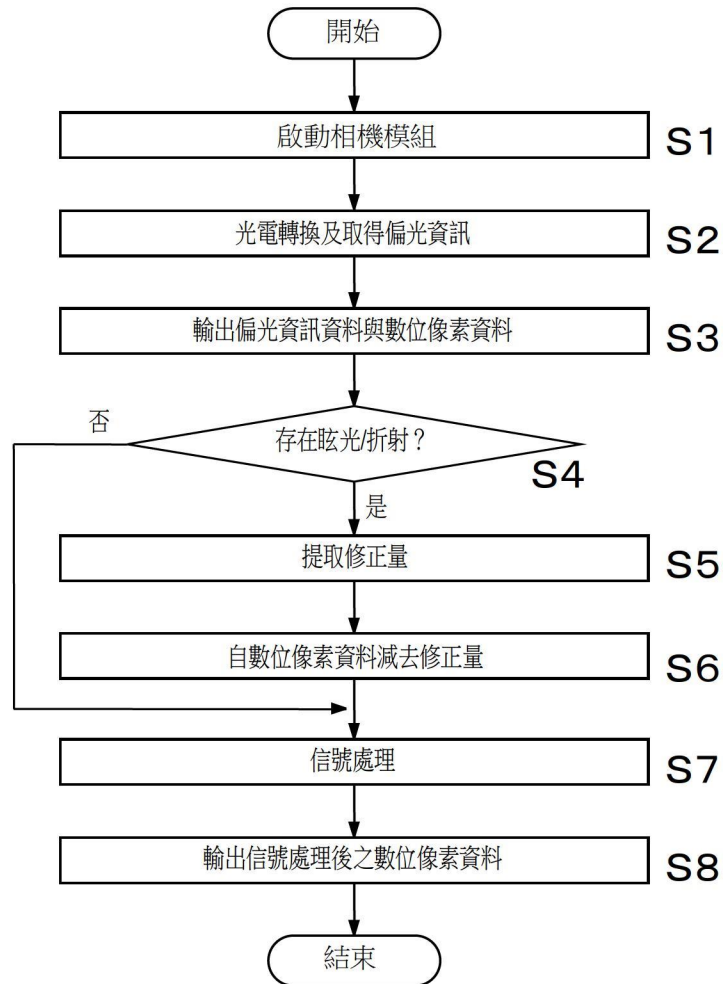 開始
啟動相機模組
S1
光電轉換及取得偏光資訊
S2
輸出偏光資訊資料與數位像素資料
S3
否
存在眩光/折射？
S4
是
提取修正量
S5
自數位像素資料減去修正量
S6
信號處理
S7
輸出信號處理後之數位像素資料
S8
結束